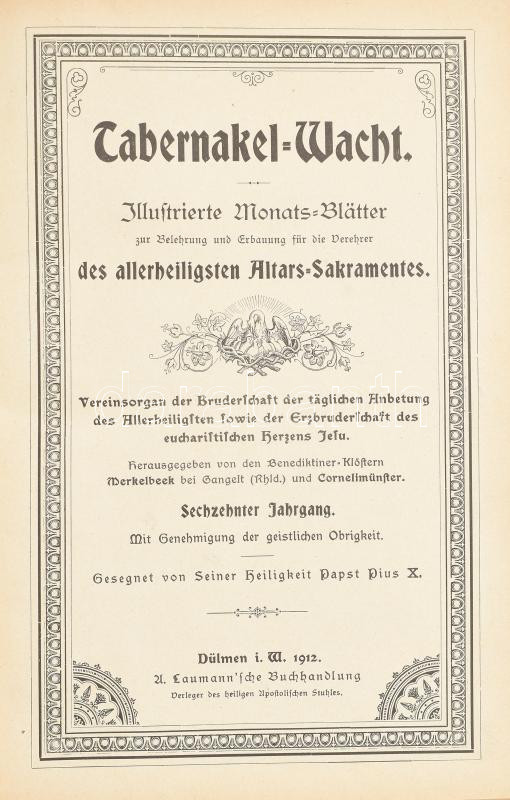 Tabernakel-Wacht.
Illustrierte Monats-Blätter
zur Belehrung und Erbauung für die Verehrer
des allerheiligsten Altars-Sakramentes.
Vereinsorgan der Bruderschaft der täglichen Anbetung
des Allerheiligsten sowie der Erzbruderschaft des
eucharistischen Herzens Jesu.
Herausgegeben von den Benediktiner-Klöstern
Merkelbeek bei Gangelt (Rhld.) und Cornelimünster.
Sechzehnter Jahrgang.
Mit Genehmigung der geistlichen Obrigkeit.
Gesegnet von Seiner Heiligkeit Papst Pius X.
Dülmen i. W. 1912.
A. Laumann'sche Buchhandlung
Verleger des heiligen Apostolischen Stuhles.